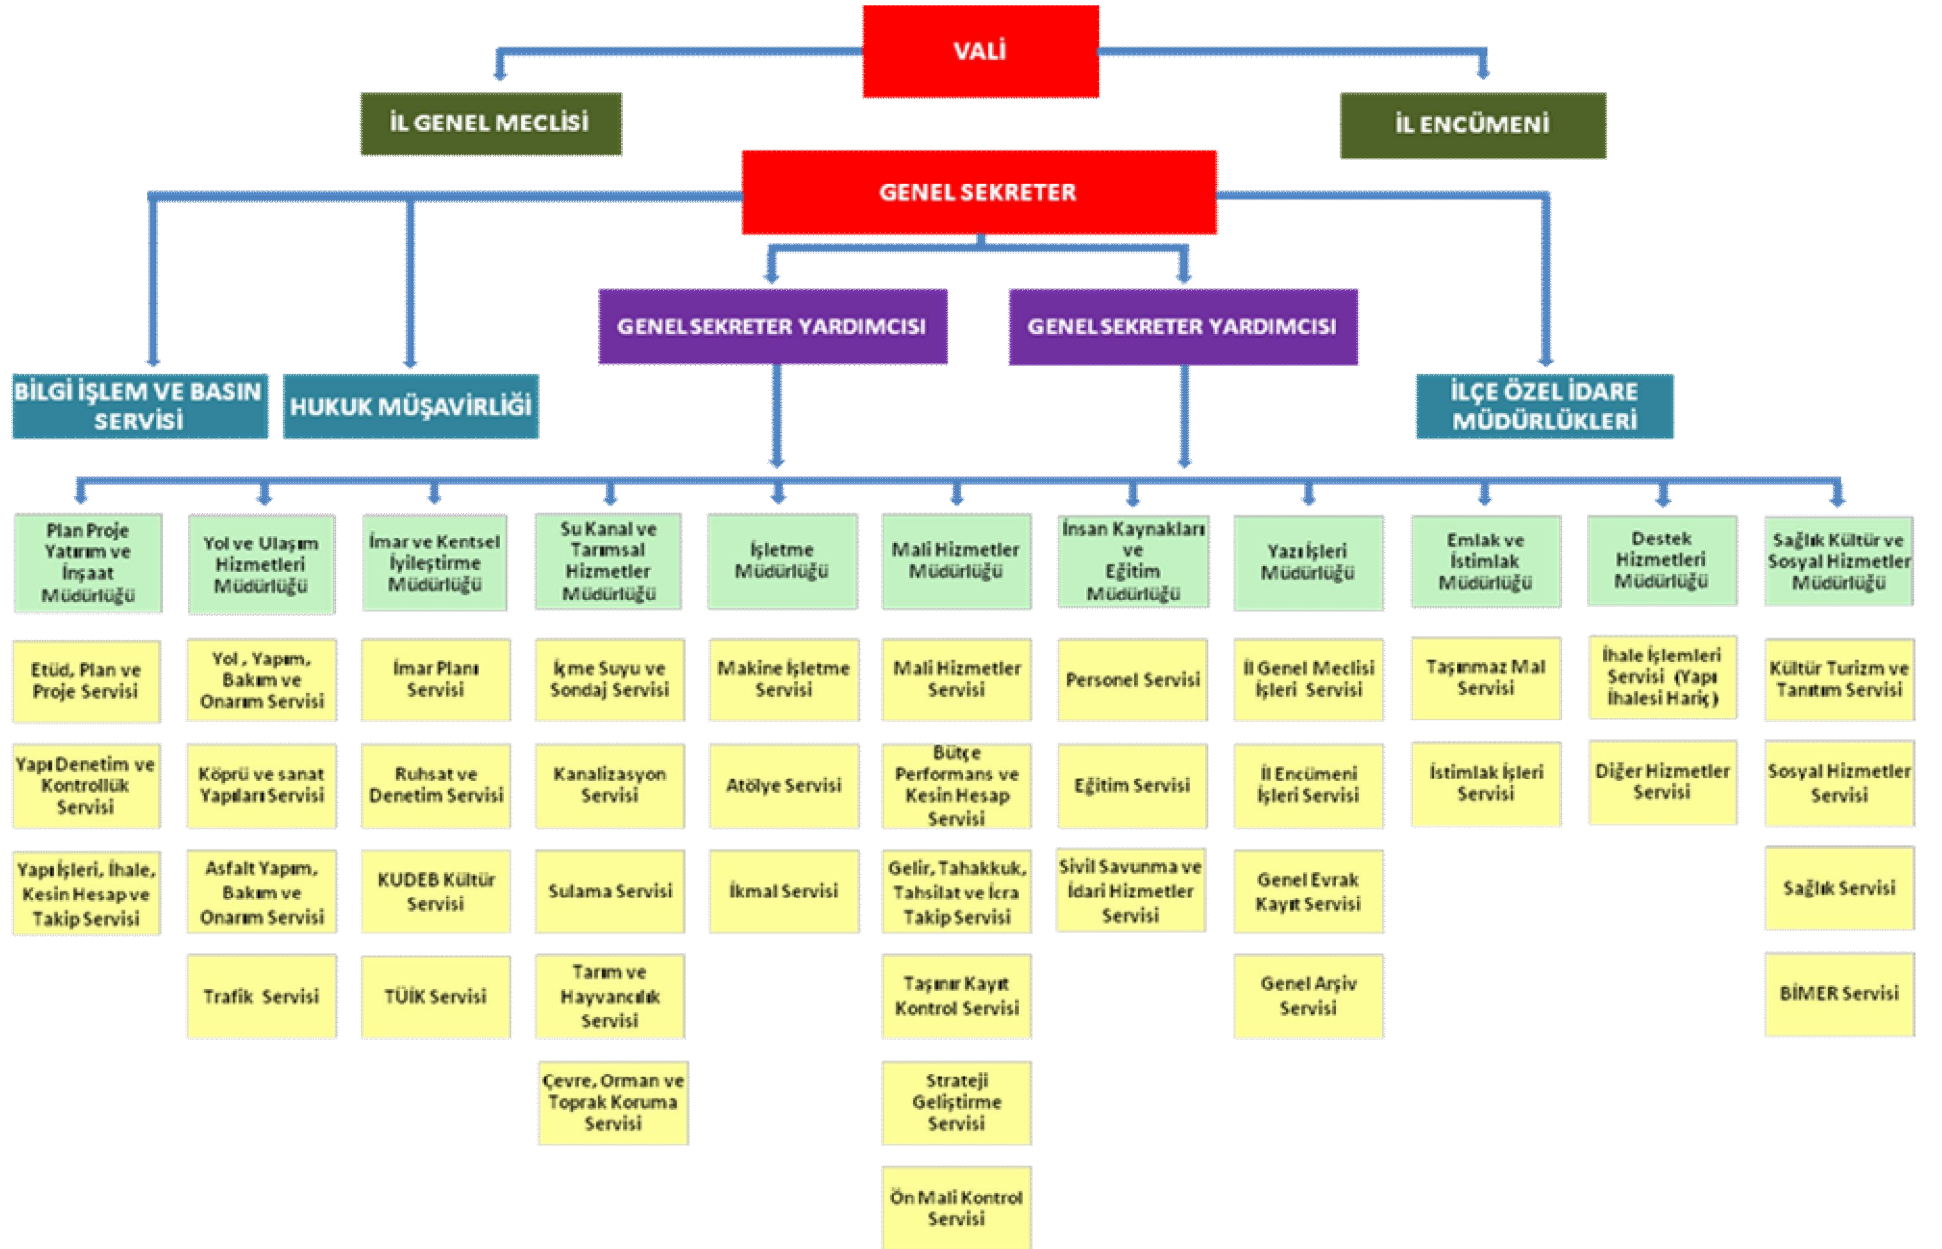 VALİ
İL GENEL MECLİSİ
İL ENCÜMENİ
GENEL SEKRETER
GENEL SEKRETER YARDIMCISI
GENEL SEKRETER YARDIMCISI
BİLGİ İŞLEM VE BASIN
SERVİSİ
HUKUK MÜŞAVİRLİĞİ
İLÇE ÖZEL İDARE
MÜDÜRLÜKLERİ
Plan Proje
Yatırım ve
İnşaat
Müdürlüğü
Yol ve Ulaşım
Hizmetleri
Müdürlüğü
İmar ve Kentsel
İyileştirme
Müdürlüğü
Su Kanal ve
Tarımsal
Hizmetler
Müdürlüğü
İşletme
Müdürlüğü
Mali Hizmetler
Müdürlüğü
İnsan Kaynakları
ve
Eğitim
Müdürlüğü
Yazı İşleri
Müdürlüğü
Emlak ve
İstimlak
Müdürlüğü
Destek
Hizmetleri
Müdürlüğü
Sağlık Kültür ve
Sosyal Hizmetler
Müdürlüğü
Etüd, Plan ve
Proje Servisi
Yol , Yapım,
Bakım ve
Onarım Servisi
İmar Planı
Servisi
İçme Suyu ve
Sondaj Servisi
Makine İşletme
Servisi
Mali Hizmetler
Servisi
Personel Servisi
İl Genel Meclisi
İşleri Servisi
Taşınmaz Mal
Servisi
İhale İşlemleri
Servisi (Yapı
İhalesi Hariç)
Kültür Turizm ve
Tanıtım Servisi
Yapı Denetim ve
Kontrollük
Servisi
Köprü ve sanat
Yapıları Servisi
Ruhsat ve
Denetim Servisi
Kanalizasyon
Servisi
Atölye Servisi
Bütçe
Performans ve
Kesin Hesap
Servisi
Eğitim Servisi
İl Encümeni
İşleri Servisi
İstimlak İşleri
Servisi
Diğer Hizmetler
Servisi
Sosyal Hizmetler
Servisi
Yapı İşleri, İhale,
Kesin Hesap ve
Takip Servisi
Asfalt Yapım,
Bakım ve
Onarım Servisi
KUDEB Kültür
Servisi
Sulama Servisi
İkmal Servisi
Gelir, Tahakkuk,
Tahsilat ve İcra
Takip Servisi
Sivil Savunma ve
İdari Hizmetler
Servisi
Genel Evrak
Kayıt Servisi
Sağlık Servisi
Trafik Servisi
TÜİK Servisi
Tarım ve
Hayvancılık
Servisi
Taşınır Kayıt
Kontrol Servisi
Genel Arşiv
Servisi
BİMER Servisi
Çevre, Orman ve
Toprak Koruma
Servisi
Strateji
Geliştirme
Servisi
Ön Mali Kontrol
Servisi